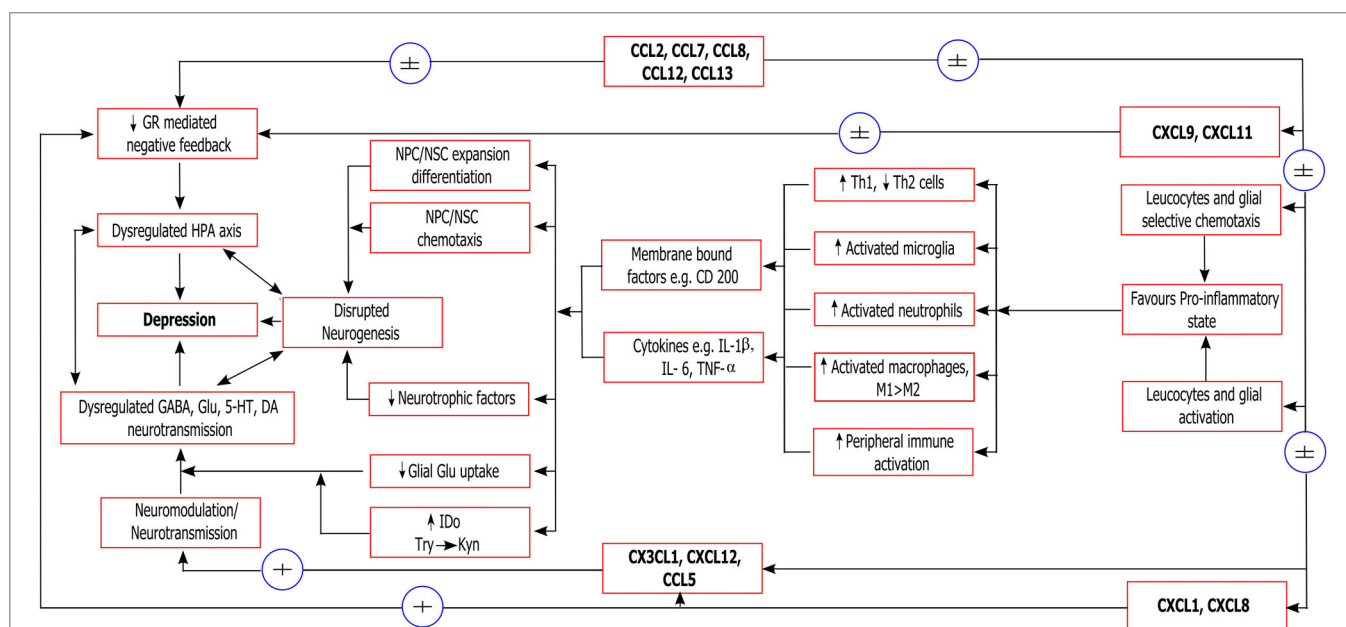 CCL2, CCL7, CCL8,
CCL12, CCL13
±
±
↓ GR mediated
negative feedback
±
CXCL9, CXCL11
±
NPC/NSC expansion
differentiation
↑ Th1, ↓ Th2 cells
Leucocytes and glial
selective chemotaxis
Dysregulated HPA axis
NPC/NSC
chemotaxis
Membrane bound
factors e.g. CD 200
↑ Activated microglia
Depression
Disrupted
Neurogenesis
↑ Activated neutrophils
Favours Pro-inflammatory
state
Cytokines e.g. IL-1β,
IL- 6, TNF-α
↑ Activated macrophages,
M1>M2
Dysregulated GABA, Glu, 5-HT, DA
neurotransmission
↓ Neurotrophic factors
Leucocytes and glial
activation
↑ Peripheral immune
activation
±
↓ Glial Glu uptake
Neuromodulation/
Neurotransmission
↑ IDo
Try → Kyn
+
CX3CL1, CXCL12,
CCL5
+
CXCL1, CXCL8